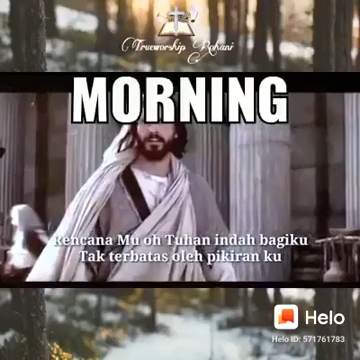 Trueworship Rohani
MORNING
Rencana Mu oh Tuhan indah bagiku
Tak terbatas oleh pikiran ku
Helo
Helo ID: 571761783